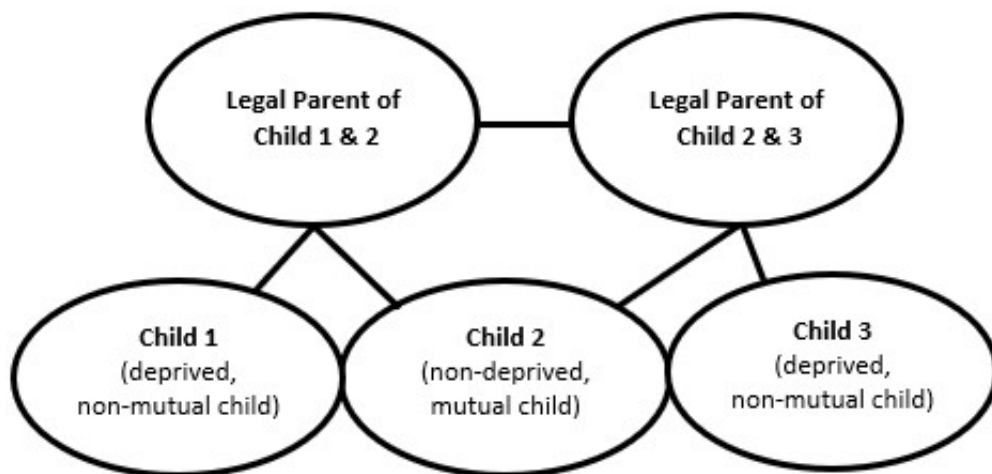 Legal Parent of
Child 1 & 2
Legal Parent of
Child 2 & 3
Child 1
(deprived,
non-mutual child)
Child 2
(non-deprived,
mutual child)
Child 3
(deprived,
non-mutual child)